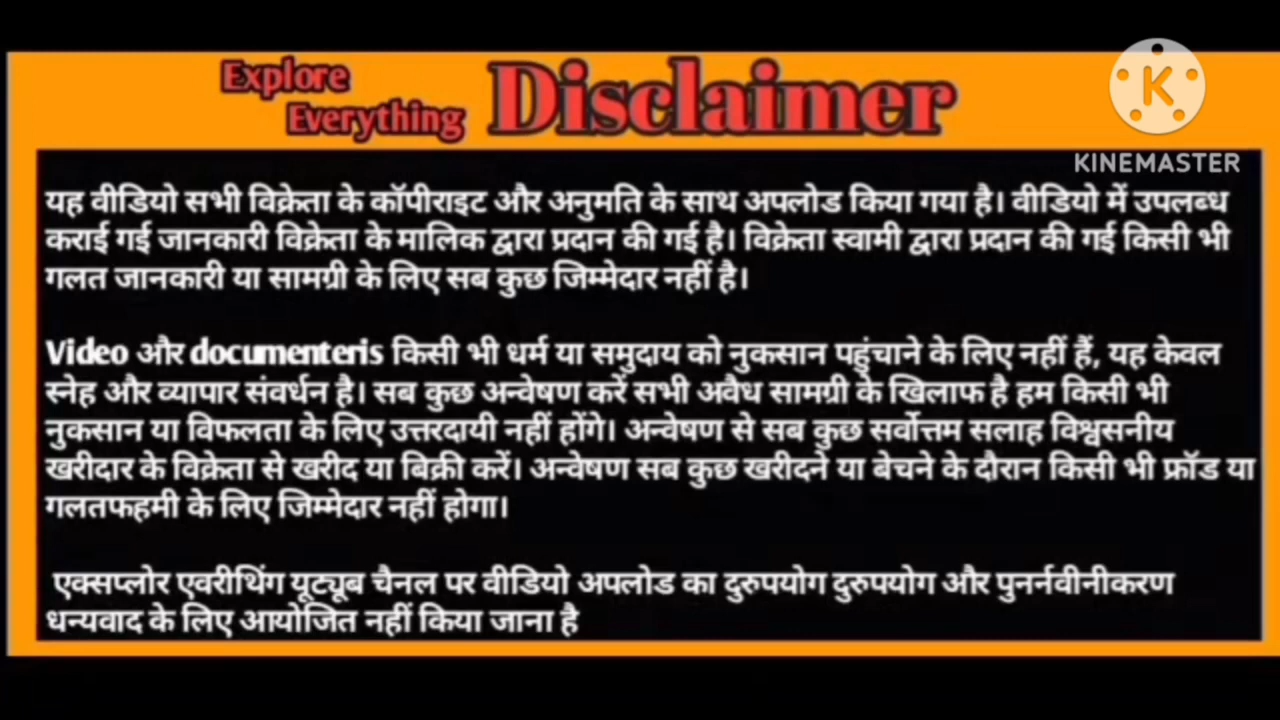 Explore
Everything
Disclaimer
KINEMASTER
यह वीडियो सभी विक्रेता के कॉपीराइट और अनुमति के साथ अपलोड किया गया है। वीडियो में उपलब्ध
कराई गई जानकारी विक्रेता के मालिक द्वारा प्रदान की गई है। विक्रेता स्वामी द्वारा प्रदान की गई किसी भी
गलत जानकारी या सामग्री के लिए सब कुछ जिम्मेदार नहीं है।
Video और documenteris किसी भी धर्म या समुदाय को नुकसान पहुंचाने के लिए नहीं हैं, यह केवल
स्नेह और व्यापार संवर्धन है। सब कुछ अन्वेषण करें सभी अवैध सामग्री के खिलाफ है हम किसी भी
नुकसान या विफलता के लिए उत्तरदायी नहीं होंगे। अन्वेषण से सब कुछ सर्वोत्तम सलाह विश्वसनीय
खरीदार के विक्रेता से खरीद या बिक्री करें। अन्वेषण सब कुछ खरीदने या बेचने के दौरान किसी भी फ्रॉड या
गलतफहमी के लिए जिम्मेदार नहीं होगा।
एक्सप्लोर एवरीथिंग यूट्यूब चैनल पर वीडियो अपलोड का दुरुपयोग दुरुपयोग और पुनर्नवीनीकरण
धन्यवाद के लिए आयोजित नहीं किया जाना है